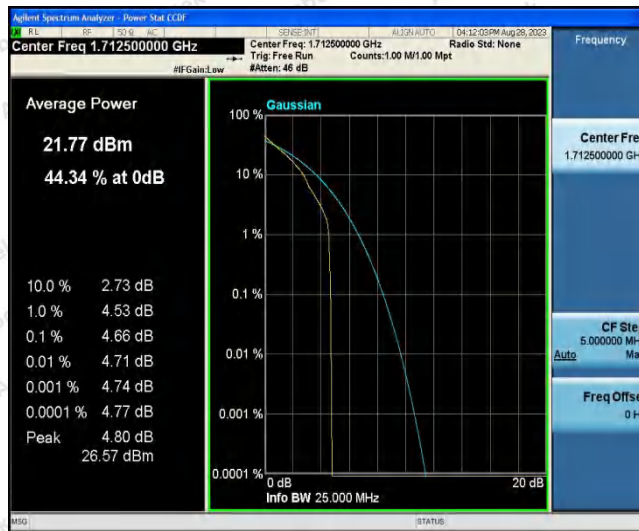 Agilent Spectrum Analyzer - Power Stat CCDF
RL RF 50 Ω AC SENSE:INT ALIGN AUTO 04:12:03PM Aug 28, 2023
Center Freq 1.712500000 GHz
Center Freq: 1.712500000 GHz Radio Std: None
Trig: Free Run Counts:1.00 M/1.00 Mpt
#IFGain:Low #Atten: 46 dB
Frequency
Average Power
21.77 dBm
44.34 % at 0dB
10.0 % 2.73 dB
1.0 % 4.53 dB
0.1 % 4.66 dB
0.01 % 4.71 dB
0.001 % 4.74 dB
0.0001 % 4.77 dB
Peak 4.80 dB
26.57 dBm
Gaussian
100 %
10 %
1 %
0.1 %
0.01 %
0.001 %
0.0001 %
0 dB 20 dB
Info BW 25.000 MHz
Center Fre
1.712500000 GH
CF Ste
5.000000 MH
Auto Ma
Freq Offse
0 H
MSG STATUS